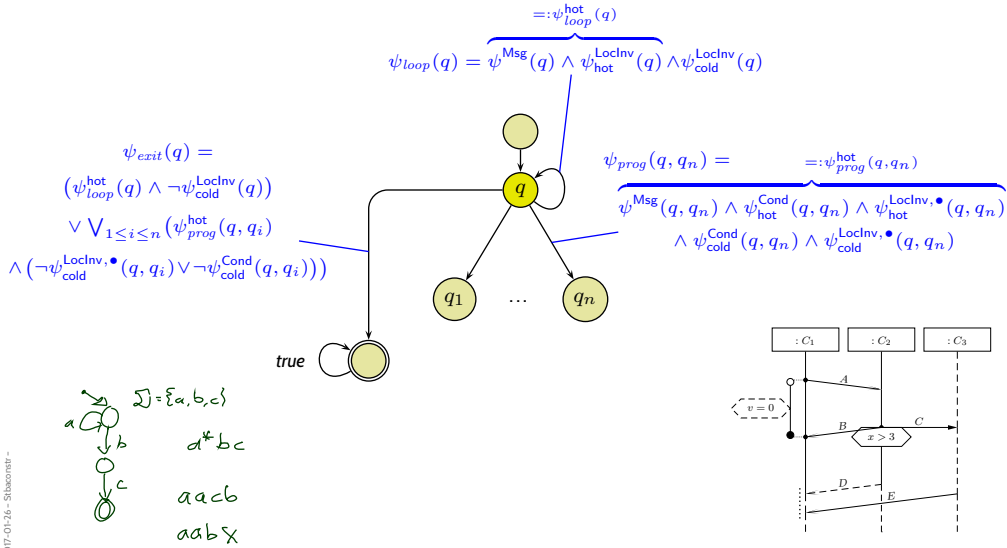 =:ψ^hot_loop(q)
ψ_loop(q) = ψ^Msg(q) ∧ ψ^LocInv_hot(q) ∧ψ^LocInv_cold(q)
ψ_exit(q) =
(ψ^hot_loop(q) ∧ ¬ψ^LocInv_cold(q))
∨ ⋁_{1≤i≤n}(ψ^hot_prog(q, q_i)
∧(¬ψ^{LocInv,•}_cold(q, q_i)∨¬ψ^Cond_cold(q, q_i)))
ψ_prog(q, q_n) =
=:ψ^hot_prog(q,q_n)
ψ^Msg(q, q_n) ∧ ψ^Cond_hot(q, q_n) ∧ ψ^{LocInv,•}_hot(q, q_n)
∧ ψ^Cond_cold(q, q_n) ∧ ψ^{LocInv,•}_cold(q, q_n)
q
q_1
...
q_n
true
: C_1
: C_2
: C_3
A
v = 0
B
C
x > 3
D
E
Σ={a,b,c}
a
b
c
a*bc
aacb
aabX
017-01-26 – Stbaconstr –